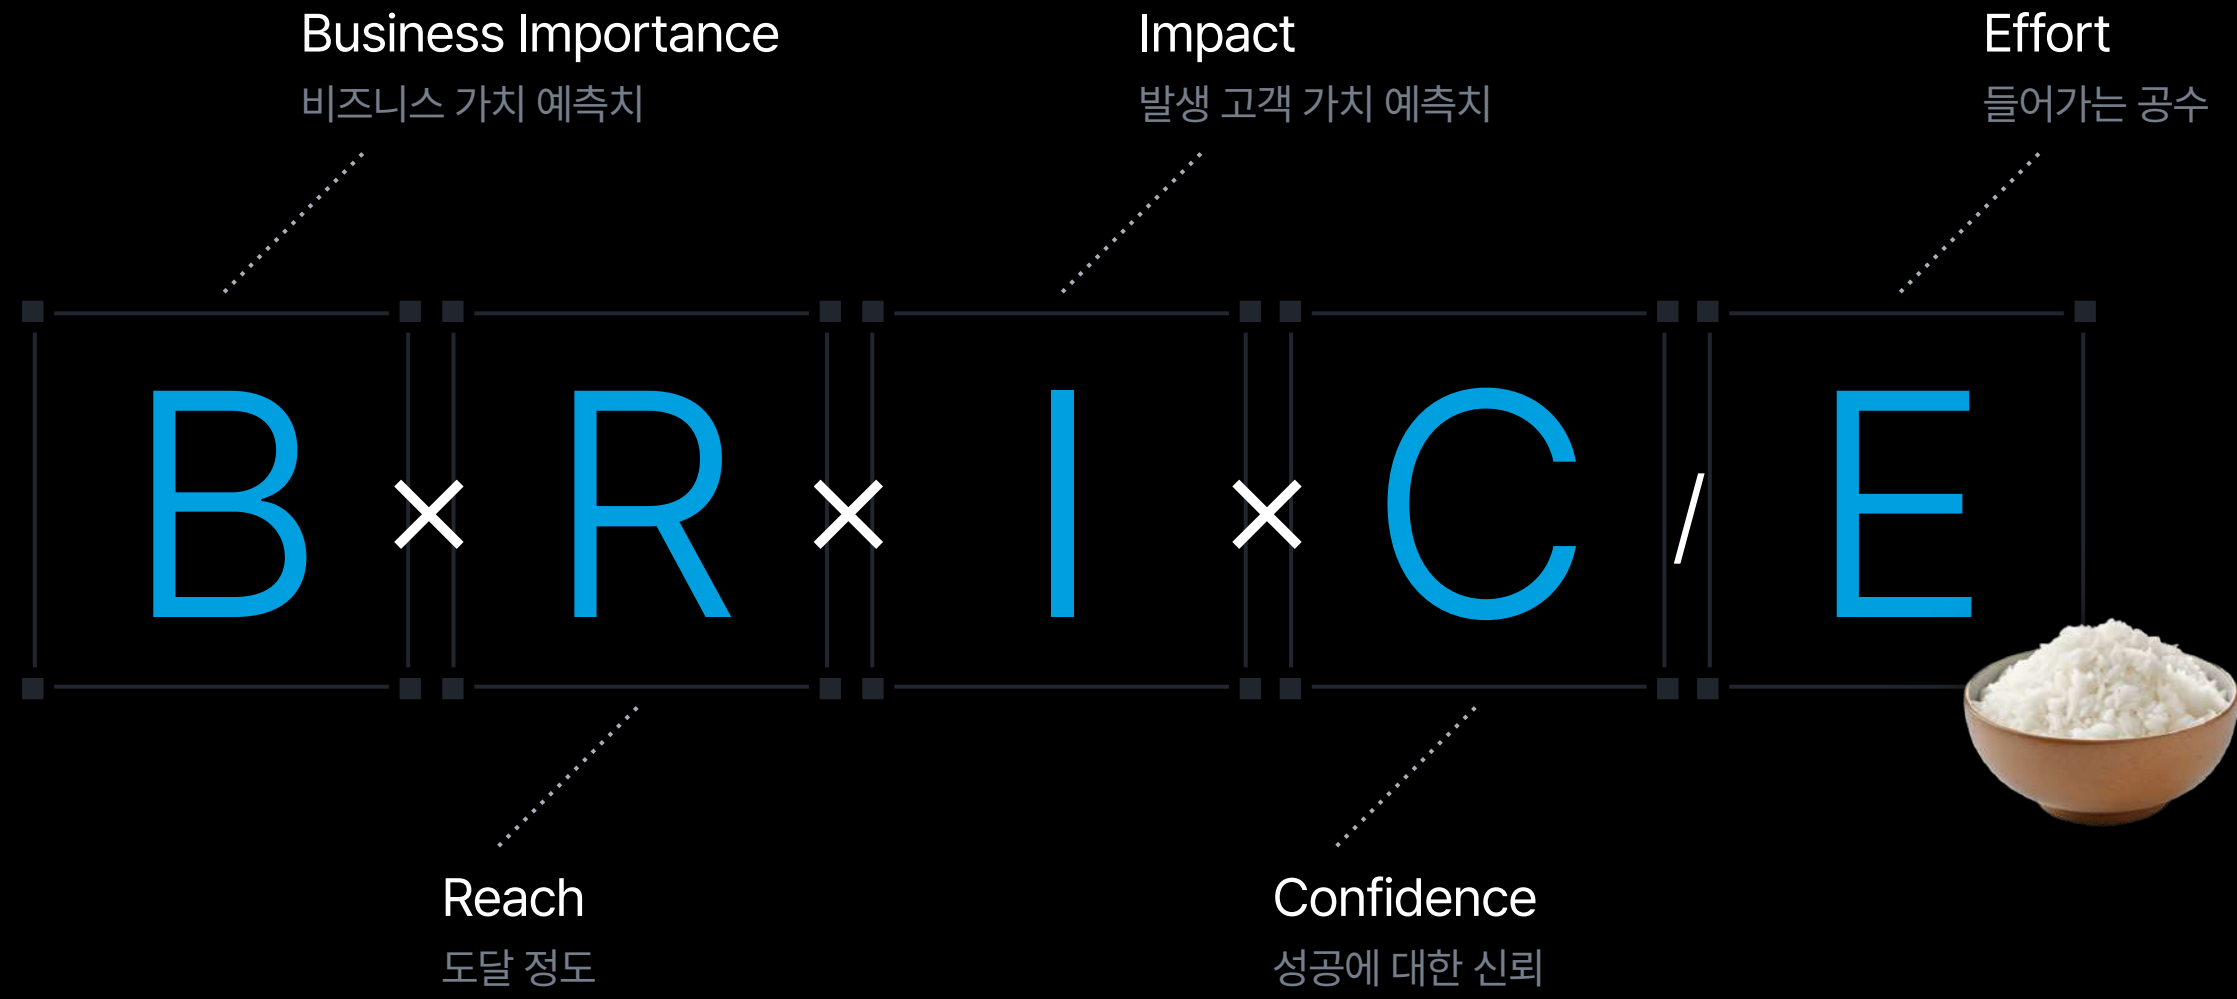 Business Importance
비즈니스 가치 예측치
Impact
발생 고객 가치 예측치
Effort
들어가는 공수
B × R × I × C / E
Reach
도달 정도
Confidence
성공에 대한 신뢰